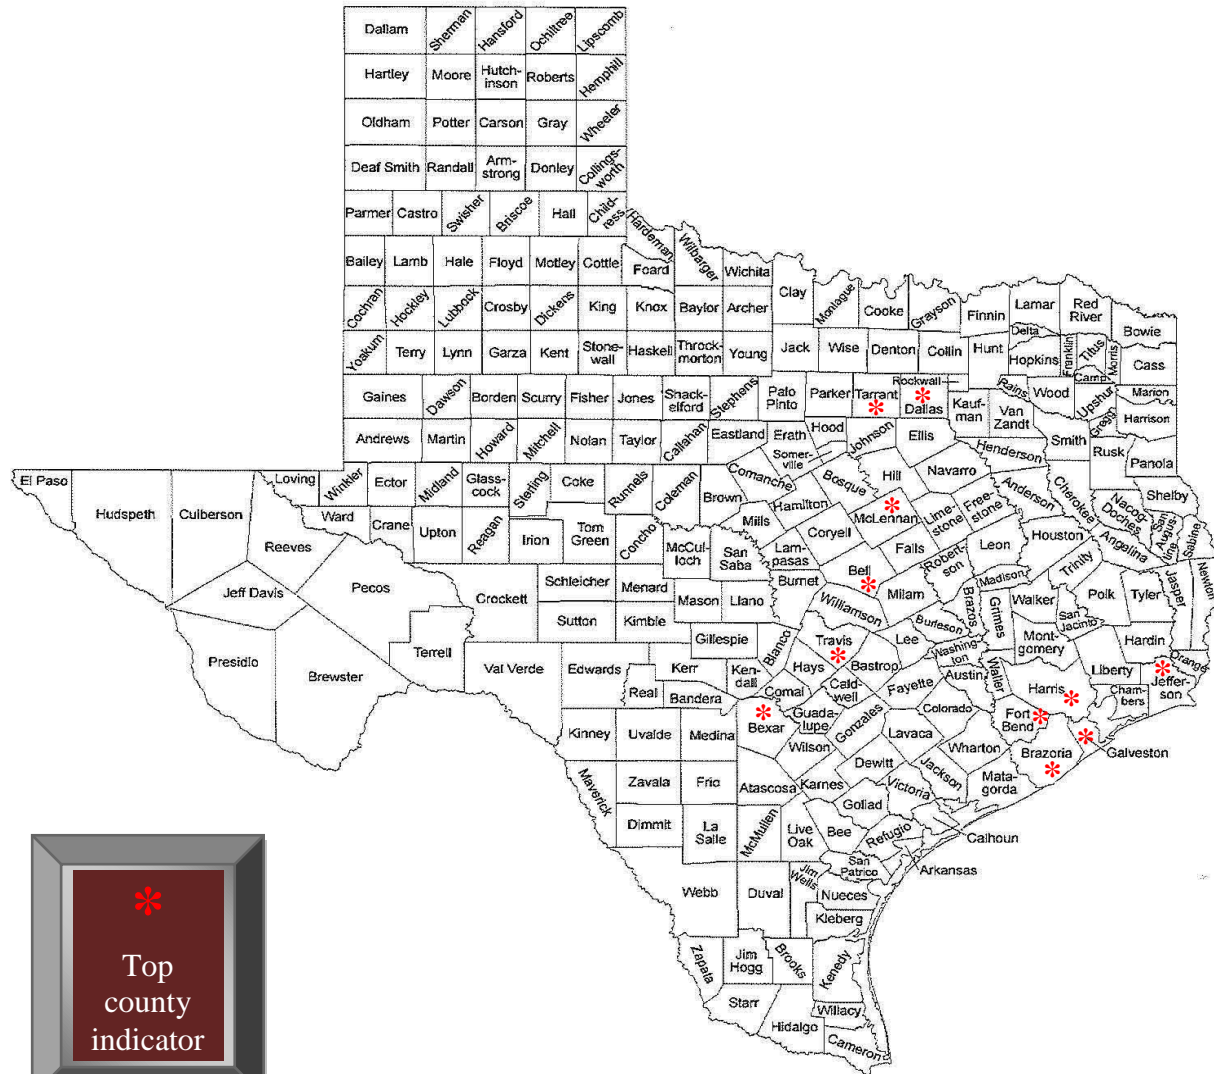 Dallam
Sherman
Hansford
Ochiltree
Lipscomb
Hartley
Moore
Hutch-
inson
Roberts
Hemphill
Oldham
Potter
Carson
Gray
Wheeler
Deaf Smith
Randall
Arm-
strong
Donley
Collings-
worth
Parmer
Castro
Swisher
Briscoe
Hall
Child-
ress
Hardeman
Bailey
Lamb
Hale
Floyd
Motley
Cottle
Foard
Wilbarger
Wichita
Clay
Montague
Cooke
Grayson
Finnin
Lamar
Red
River
Bowie
Cochran
Hockley
Lubbock
Crosby
Dickens
King
Knox
Baylor
Archer
Delta
Franklin
Titus
Morris
Cass
Yoakum
Terry
Lynn
Garza
Kent
Stone-
wall
Haskell
Throck-
morton
Young
Jack
Wise
Denton
Collin
Hunt
Hopkins
Camp
Rains
Wood
Upshur
Marion
Gaines
Dawson
Borden
Scurry
Fisher
Jones
Shack-
elford
Stephens
Palo
Pinto
Parker
Tarrant
*
Rockwall
*
Dallas
Kauf-
man
Van
Zandt
Gregg
Harrison
Andrews
Martin
Howard
Mitchell
Nolan
Taylor
Callahan
Eastland
Erath
Hood
Somer-
ville
Johnson
Ellis
Henderson
Smith
Rusk
Panola
El Paso
Hudspeth
Culberson
Loving
Winkler
Ector
Midland
Glass-
cock
Sterling
Coke
Runnels
Coleman
Brown
Comanche
Bosque
Hill
Navarro
Anderson
Cherokee
Nacog-
Doches
Shelby
San
Augus-
tine
Sabine
Reeves
Ward
Crane
Upton
Reagan
Irion
Tom
Green
Concho
McCul-
loch
San
Saba
Mills
Hamilton
Coryell
*
McLennan
Lime-
stone
Free-
stone
Leon
Houston
Angelina
Jeff Davis
Pecos
Crockett
Schleicher
Menard
Mason
Llano
Lam-
pasas
Burnet
Bell
*
Falls
Milam
Robert-
son
Madison
Trinity
Polk
Tyler
Jasper
Newton
Presidio
Brewster
Terrell
Val Verde
Sutton
Kimble
Gillespie
Blanco
Williamson
Travis
*
Burleson
Lee
Brazos
Grimes
Walker
San
Jacinto
Hardin
Orange
Edwards
Real
Kerr
Bandera
Ken-
dall
Hays
Comal
Bastrop
Cald-
well
Fayette
Washing-
ton
Austin
Waller
Mont-
gomery
Liberty
*
Jeffer-
son
Cham-
bers
Kinney
Uvalde
Medina
*
Bexar
Guada-
lupe
Gonzales
Colorado
Lavaca
Wharton
Harris
*
Fort
Bend
*
*
Galveston
Brazoria
*
Maverick
Zavala
Frio
Atascosa
Wilson
Karnes
Dewitt
Jackson
Mata-
gorda
Victoria
Goliad
Dimmit
La
Salle
McMullen
Live
Oak
Bee
Refugio
Calhoun
San
Patrico
Arkansas
Webb
Duval
Jim
Wells
Nueces
Kleberg
Zapata
Jim
Hogg
Brooks
Kenedy
Starr
Hidalgo
Willacy
Cameron
*
Top
county
indicator